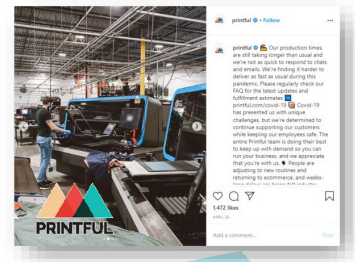 printful • Follow
printful Our production times
are still taking longer than usual and
we're not as quick to respond to chats
and emails. We're finding it harder to
deliver as fast as usual during this
pandemic. Please regularly check our
FAQ for the latest updates and
fulfillment estimates
printful.com/covid-19 Covid-19
has presented us with unique
challenges, but we're determined to
continue supporting our customers
while keeping our employees safe. The
entire Printful team is doing their best
to keep up with demand so you can
run your business, and we appreciate
that you're with us. People are
adjusting to new routines and
returning to ecommerce, and weeks-
PRINTFUL
1,472 likes
APRIL 28
Add a comment...
Post